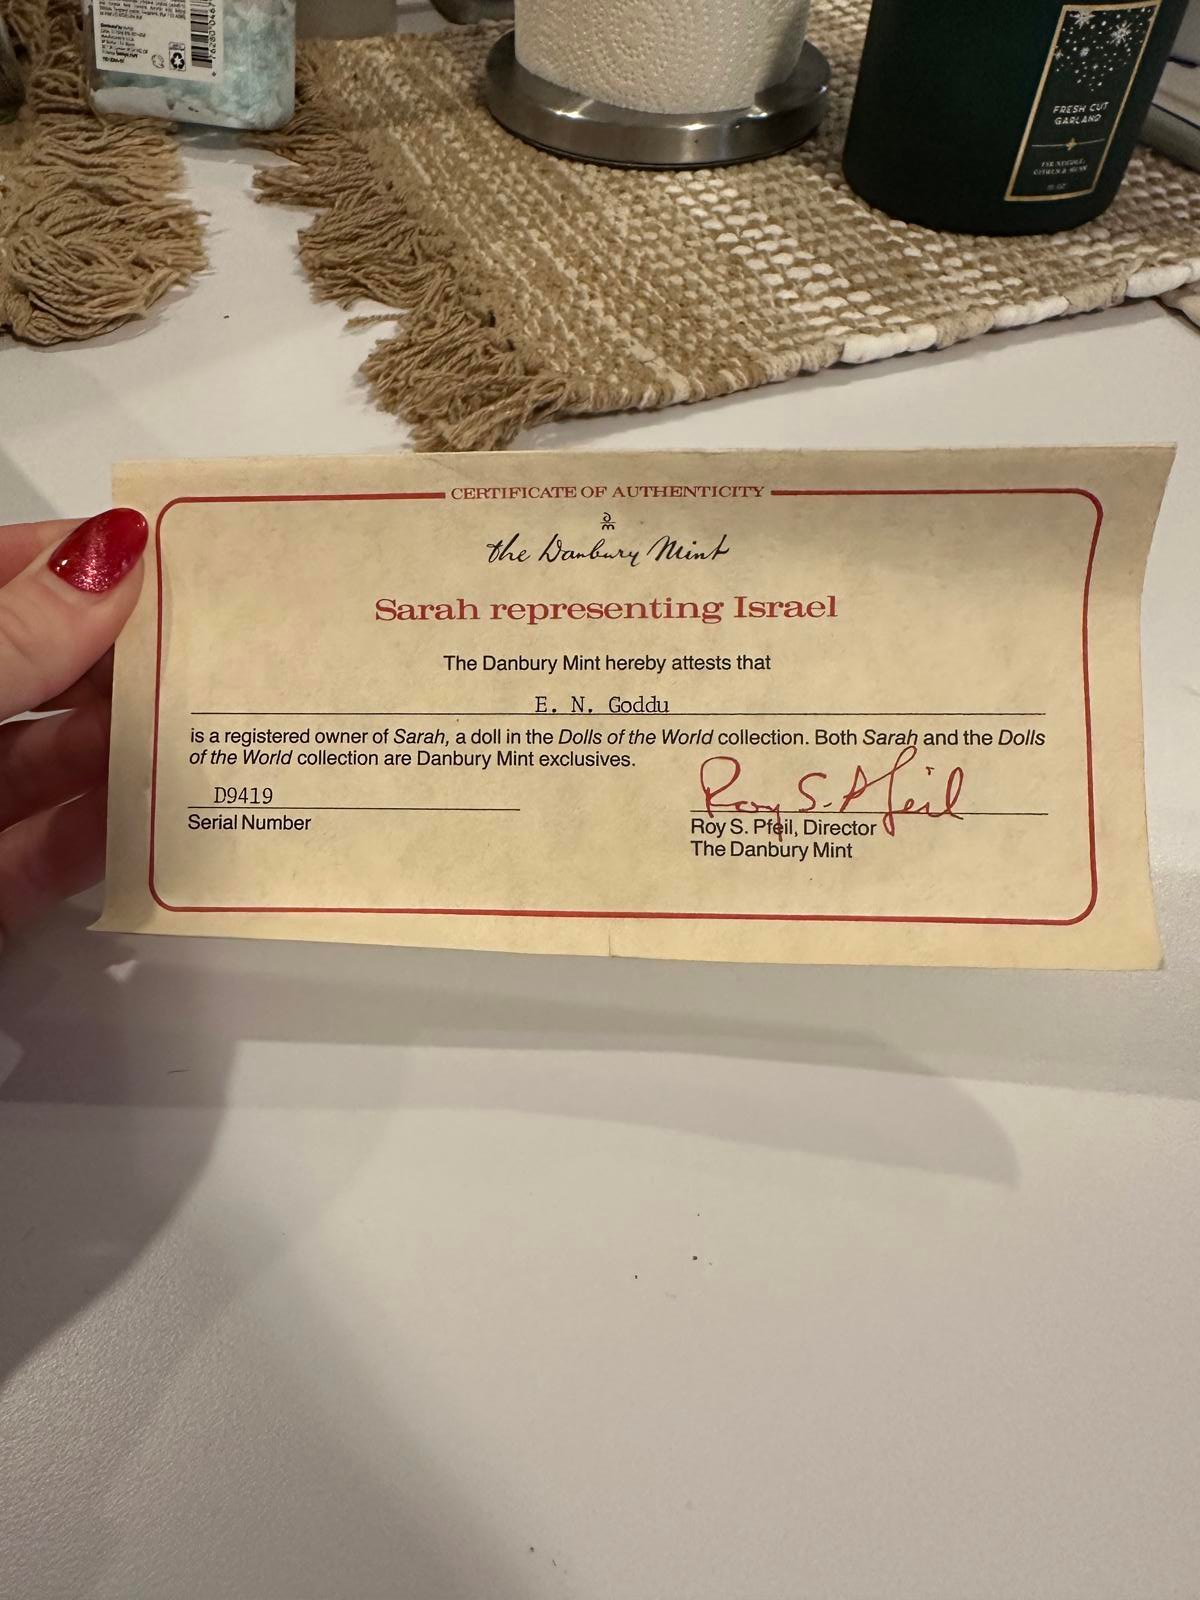 FRESH CUT
GARLAND
CERTIFICATE OF AUTHENTICITY
the Danbury Mint
Sarah representing Israel
The Danbury Mint hereby attests that
E. N. Goddu
is a registered owner of Sarah, a doll in the Dolls of the World collection. Both Sarah and the Dolls
of the World collection are Danbury Mint exclusives.
D9419
Roy S. Pfeil
Serial Number
Roy S. Pfeil, Director
The Danbury Mint